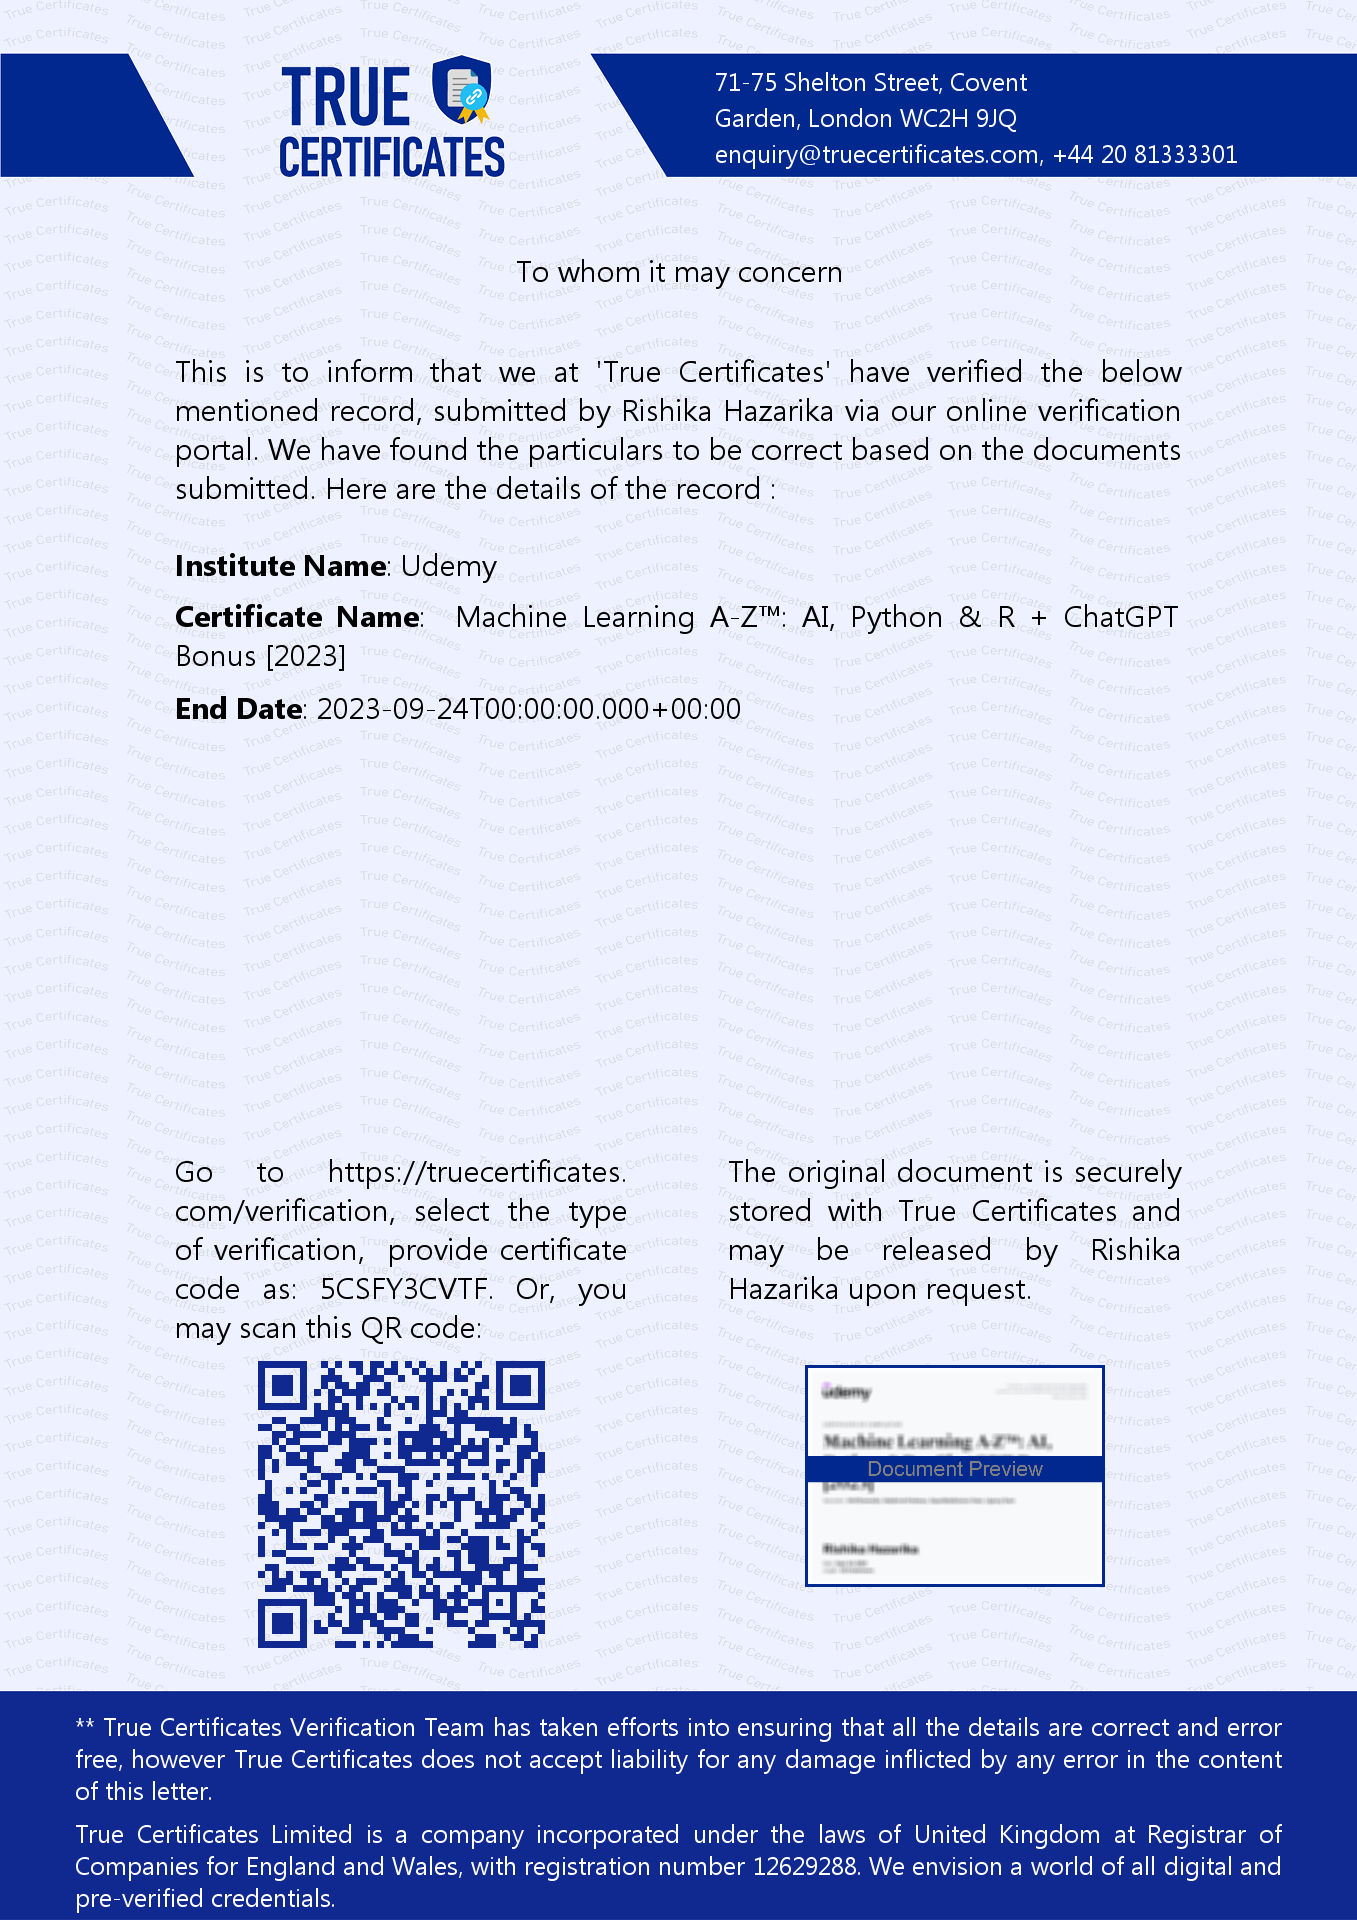 TRUE
CERTIFICATES
71-75 Shelton Street, Covent
Garden, London WC2H 9JQ
enquiry@truecertificates.com, +44 20 81333301
To whom it may concern
This is to inform that we at 'True Certificates' have verified the below
mentioned record, submitted by Rishika Hazarika via our online verification
portal. We have found the particulars to be correct based on the documents
submitted. Here are the details of the record :
Institute Name: Udemy
Certificate Name: Machine Learning A-Z™: AI, Python & R + ChatGPT
Bonus [2023]
End Date: 2023-09-24T00:00:00.000+00:00
Go to https://truecertificates.
com/verification, select the type
of verification, provide certificate
code as: 5CSFY3CVTF. Or, you
may scan this QR code:
The original document is securely
stored with True Certificates and
may be released by Rishika
Hazarika upon request.
udemy
Machine Learning A-Z™: AI,
Document Preview
Rishika Hazarika
** True Certificates Verification Team has taken efforts into ensuring that all the details are correct and error
free, however True Certificates does not accept liability for any damage inflicted by any error in the content
of this letter.
True Certificates Limited is a company incorporated under the laws of United Kingdom at Registrar of
Companies for England and Wales, with registration number 12629288. We envision a world of all digital and
pre-verified credentials.